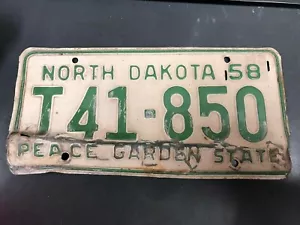 NORTH DAKOTA 58
T41-850
PEACE GARDEN STATE